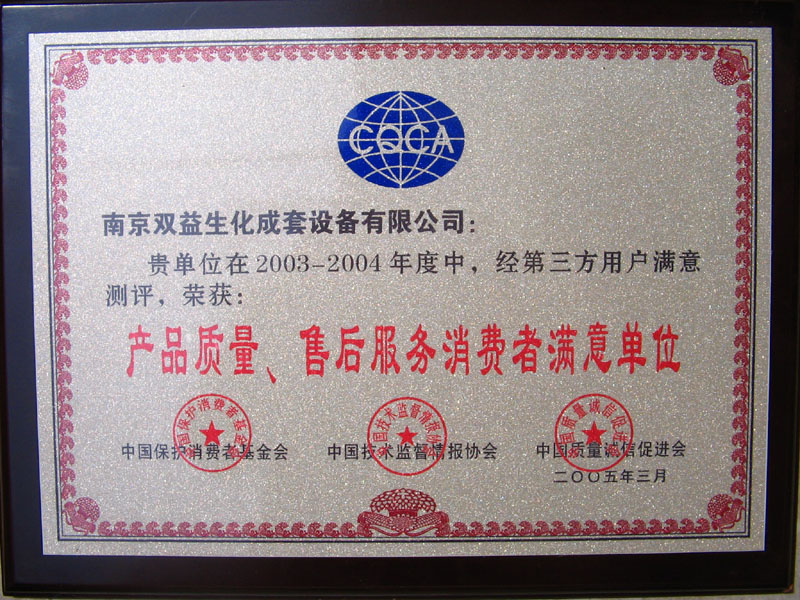 CQCA
南京双益生化成套设备有限公司：
贵单位在2003-2004年度中，经第三方用户满意
测评，荣获：
产品质量、售后服务消费者满意单位
中国保护消费者基金会
中国技术监督情报协会
中国质量诚信促进会
二〇〇五年三月